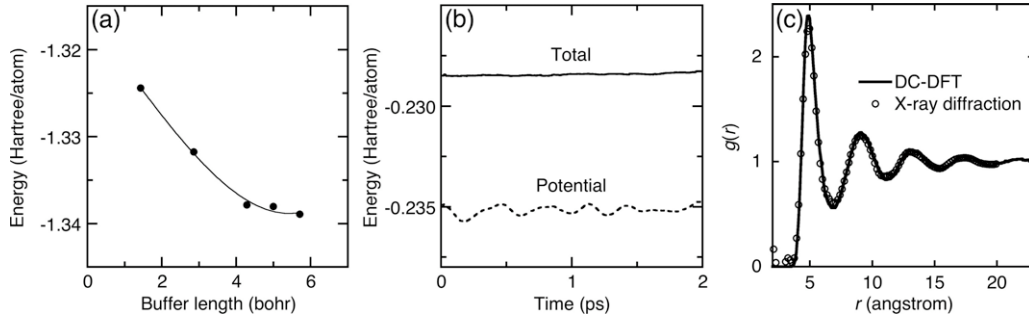 (a)
Energy (Hartree/atom)
-1.32
-1.33
-1.34
0 2 4 6
Buffer length (bohr)
(b)
Energy (Hartree/atom)
-0.230
-0.235
Total
Potential
0 1 2
Time (ps)
(c)
g(r)
2
1
0
DC-DFT
X-ray diffraction
5 10 15 20
r (angstrom)